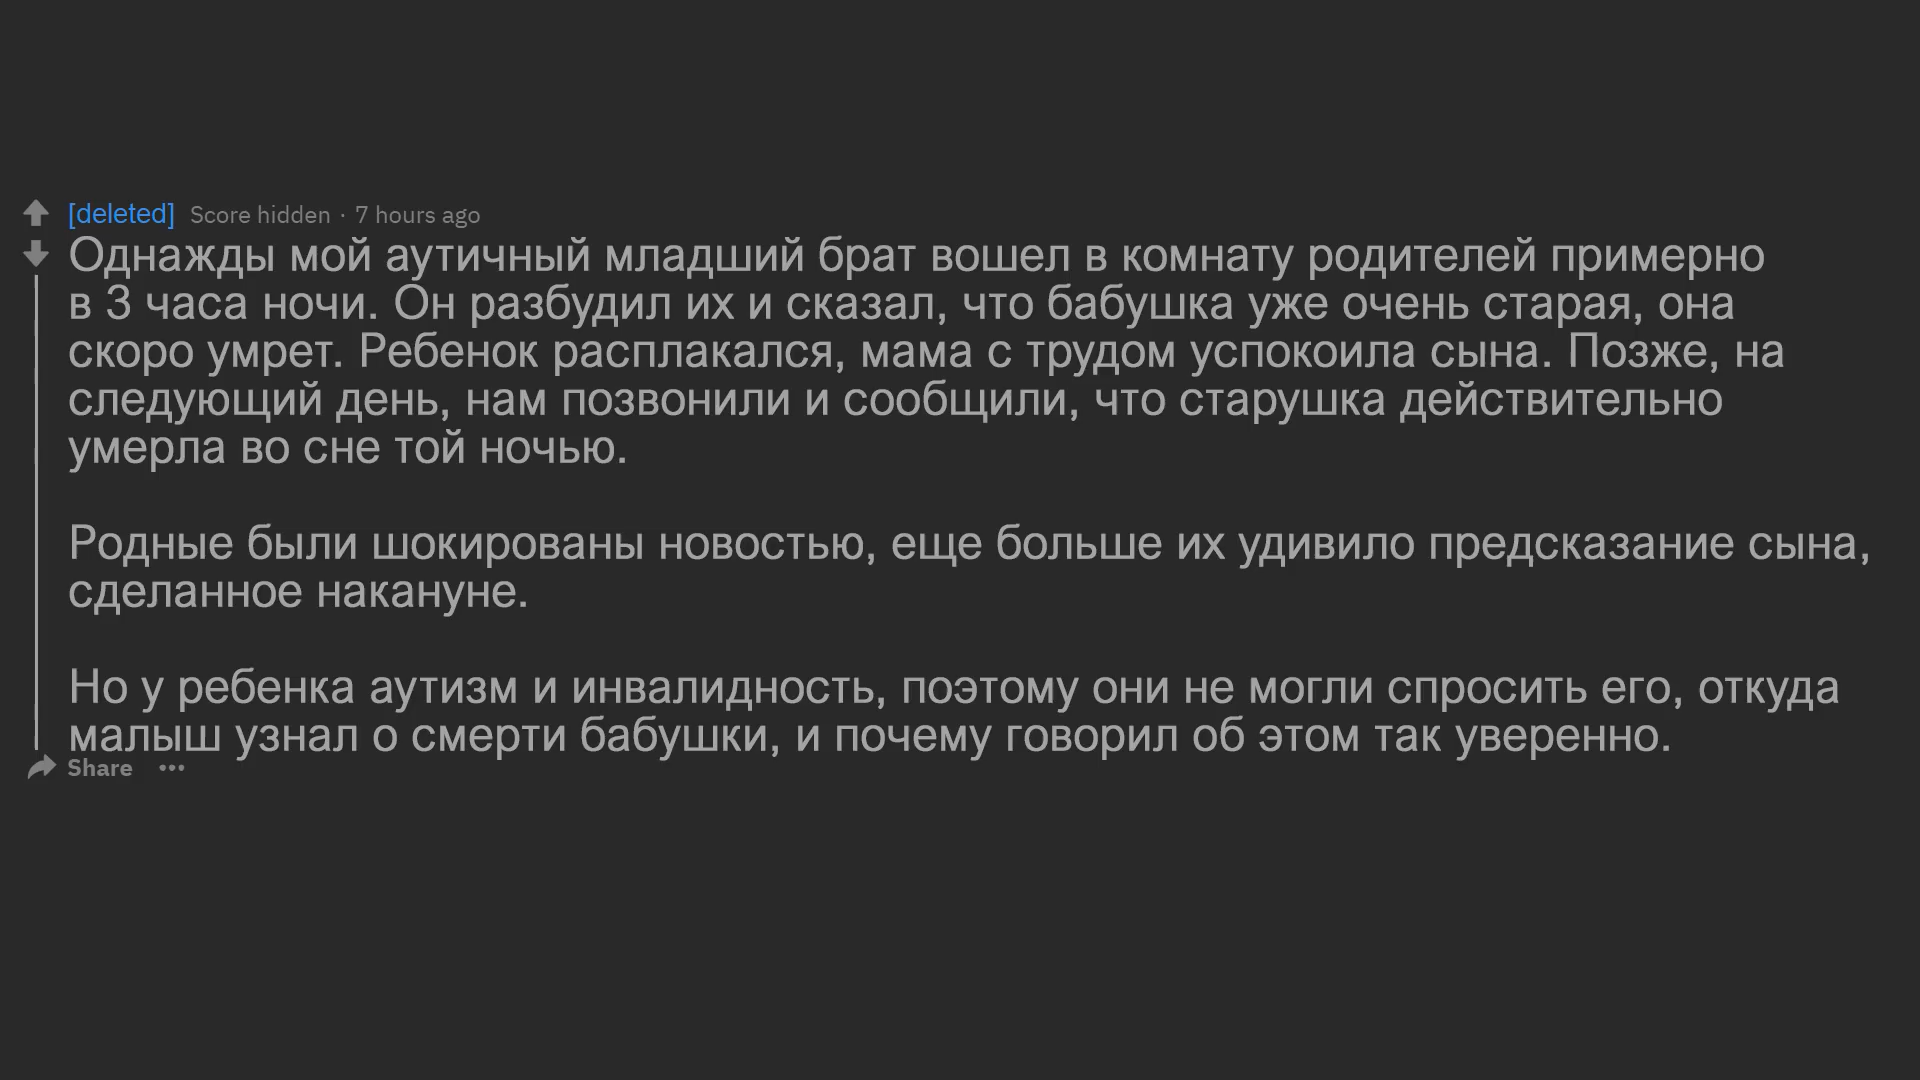 [deleted] Score hidden · 7 hours ago
Однажды мой аутичный младший брат вошел в комнату родителей примерно
в 3 часа ночи. Он разбудил их и сказал, что бабушка уже очень старая, она
скоро умрет. Ребенок расплакался, мама с трудом успокоила сына. Позже, на
следующий день, нам позвонили и сообщили, что старушка действительно
умерла во сне той ночью.
Родные были шокированы новостью, еще больше их удивило предсказание сына,
сделанное накануне.
Но у ребенка аутизм и инвалидность, поэтому они не могли спросить его, откуда
малыш узнал о смерти бабушки, и почему говорил об этом так уверенно.
Share ···